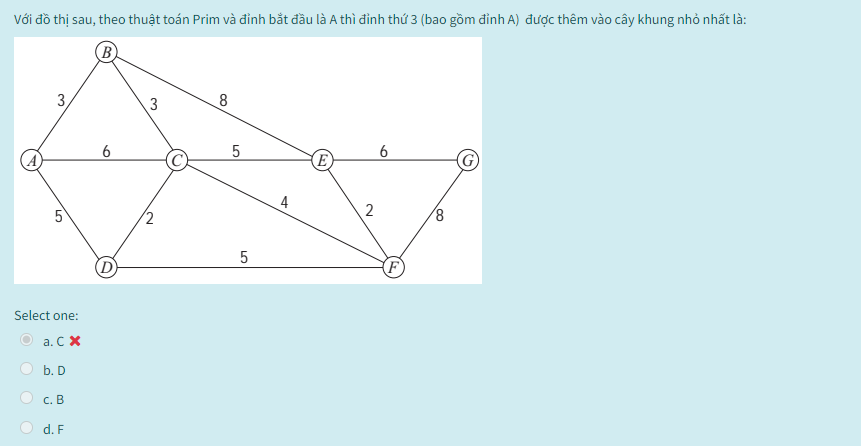 Với đồ thị sau, theo thuật toán Prim và đỉnh bắt đầu là A thì đỉnh thứ 3 (bao gồm đỉnh A) được thêm vào cây khung nhỏ nhất là:
B
3
3
8
6
5
6
A
C
E
G
5
2
4
2
8
5
D
F
Select one:
a. C
b. D
c. B
d. F